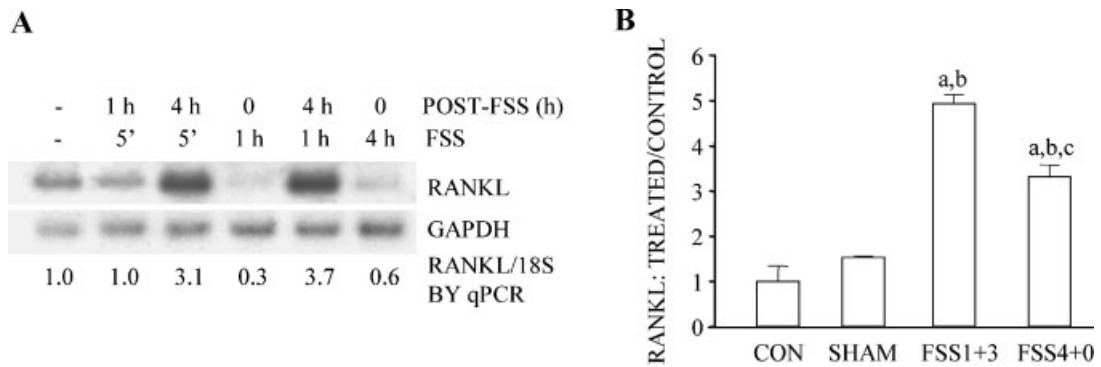 A
- 1 h 4 h 0 4 h 0 POST-FSS (h)
- 5' 5' 1 h 1 h 4 h FSS
RANKL
GAPDH
1.0 1.0 3.1 0.3 3.7 0.6 RANKL/18S
BY qPCR
B
RANKL: TREATED/CONTROL
6
5
4
3
2
1
0
a,b
a,b,c
CON SHAM FSS1+3 FSS4+0